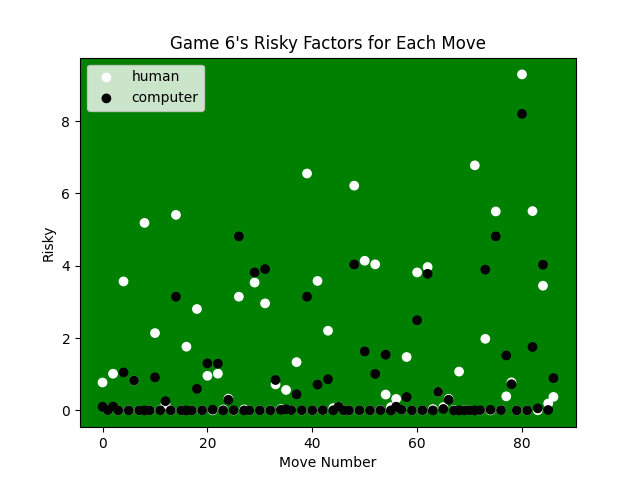 Game 6's Risky Factors for Each Move
human
computer
Risky
8
6
4
2
0
0 20 40 60 80
Move Number